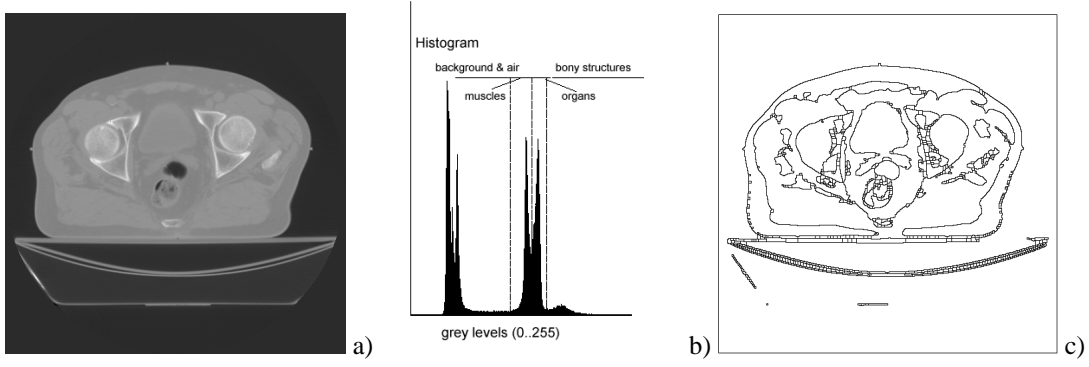 Histogram
background & air bony structures
muscles organs
grey levels (0..255)
a) b) c)